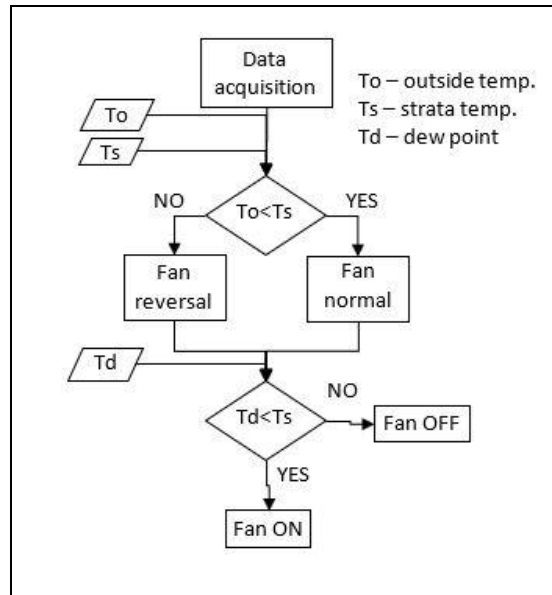 Data
acquisition
To – outside temp.
Ts – strata temp.
Td – dew point
To
Ts
NO
YES
To<Ts
Fan
reversal
Fan
normal
Td
NO
Td<Ts
Fan OFF
YES
Fan ON